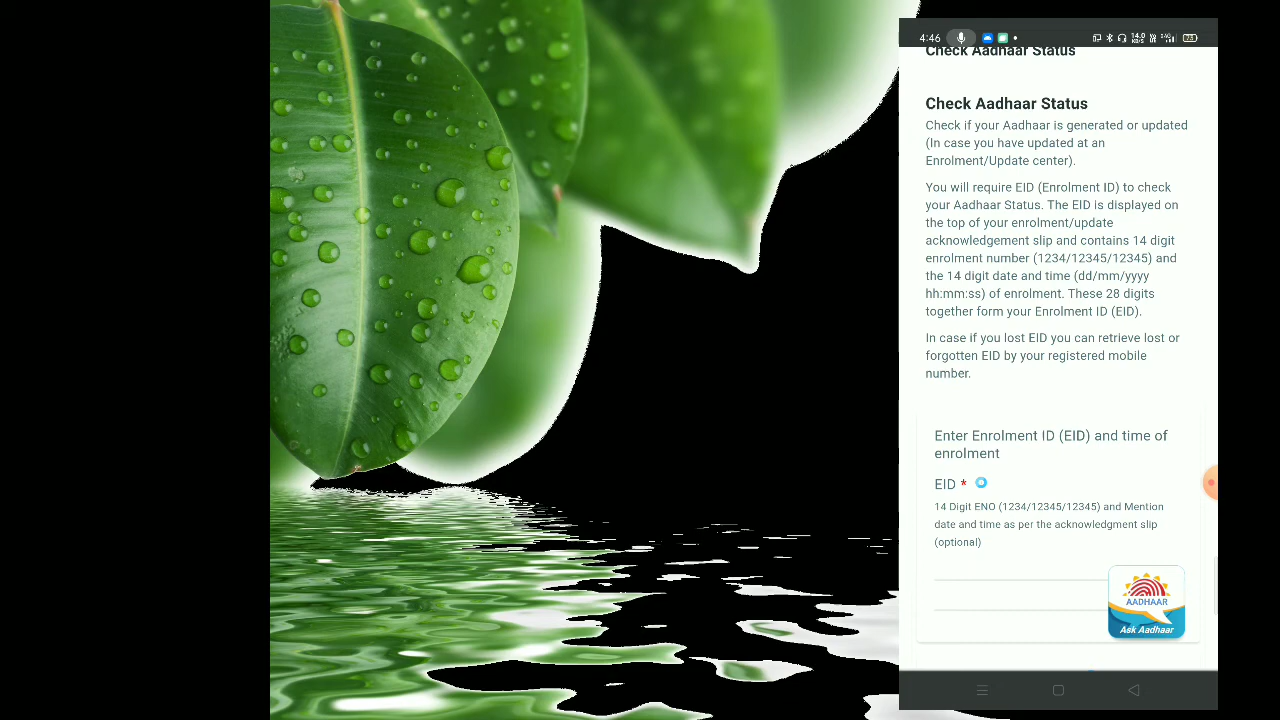 4:46
14.0
KB/S
Check Aadhaar Status
Check Aadhaar Status
Check if your Aadhaar is generated or updated
(In case you have updated at an
Enrolment/Update center).
You will require EID (Enrolment ID) to check
your Aadhaar Status. The EID is displayed on
the top of your enrolment/update
acknowledgement slip and contains 14 digit
enrolment number (1234/12345/12345) and
the 14 digit date and time (dd/mm/yyyy
hh:mm:ss) of enrolment. These 28 digits
together form your Enrolment ID (EID).
In case if you lost EID you can retrieve lost or
forgotten EID by your registered mobile
number.
Enter Enrolment ID (EID) and time of
enrolment
EID *
14 Digit ENO (1234/12345/12345) and Mention
date and time as per the acknowledgment slip
(optional)
AADHAAR
Ask Aadhaar